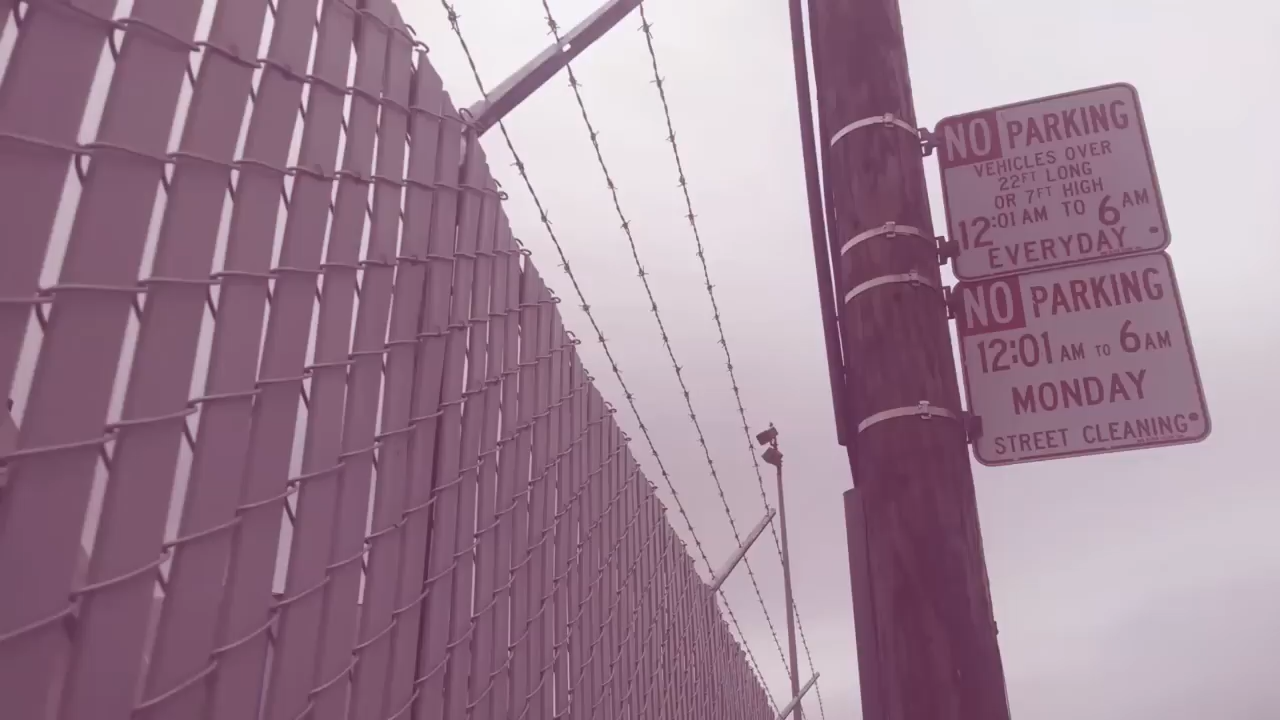 NO PARKING
VEHICLES OVER
22FT LONG
OR 7FT HIGH
12:01 AM TO 6 AM
EVERYDAY
NO PARKING
12:01 AM TO 6 AM
MONDAY
STREET CLEANING